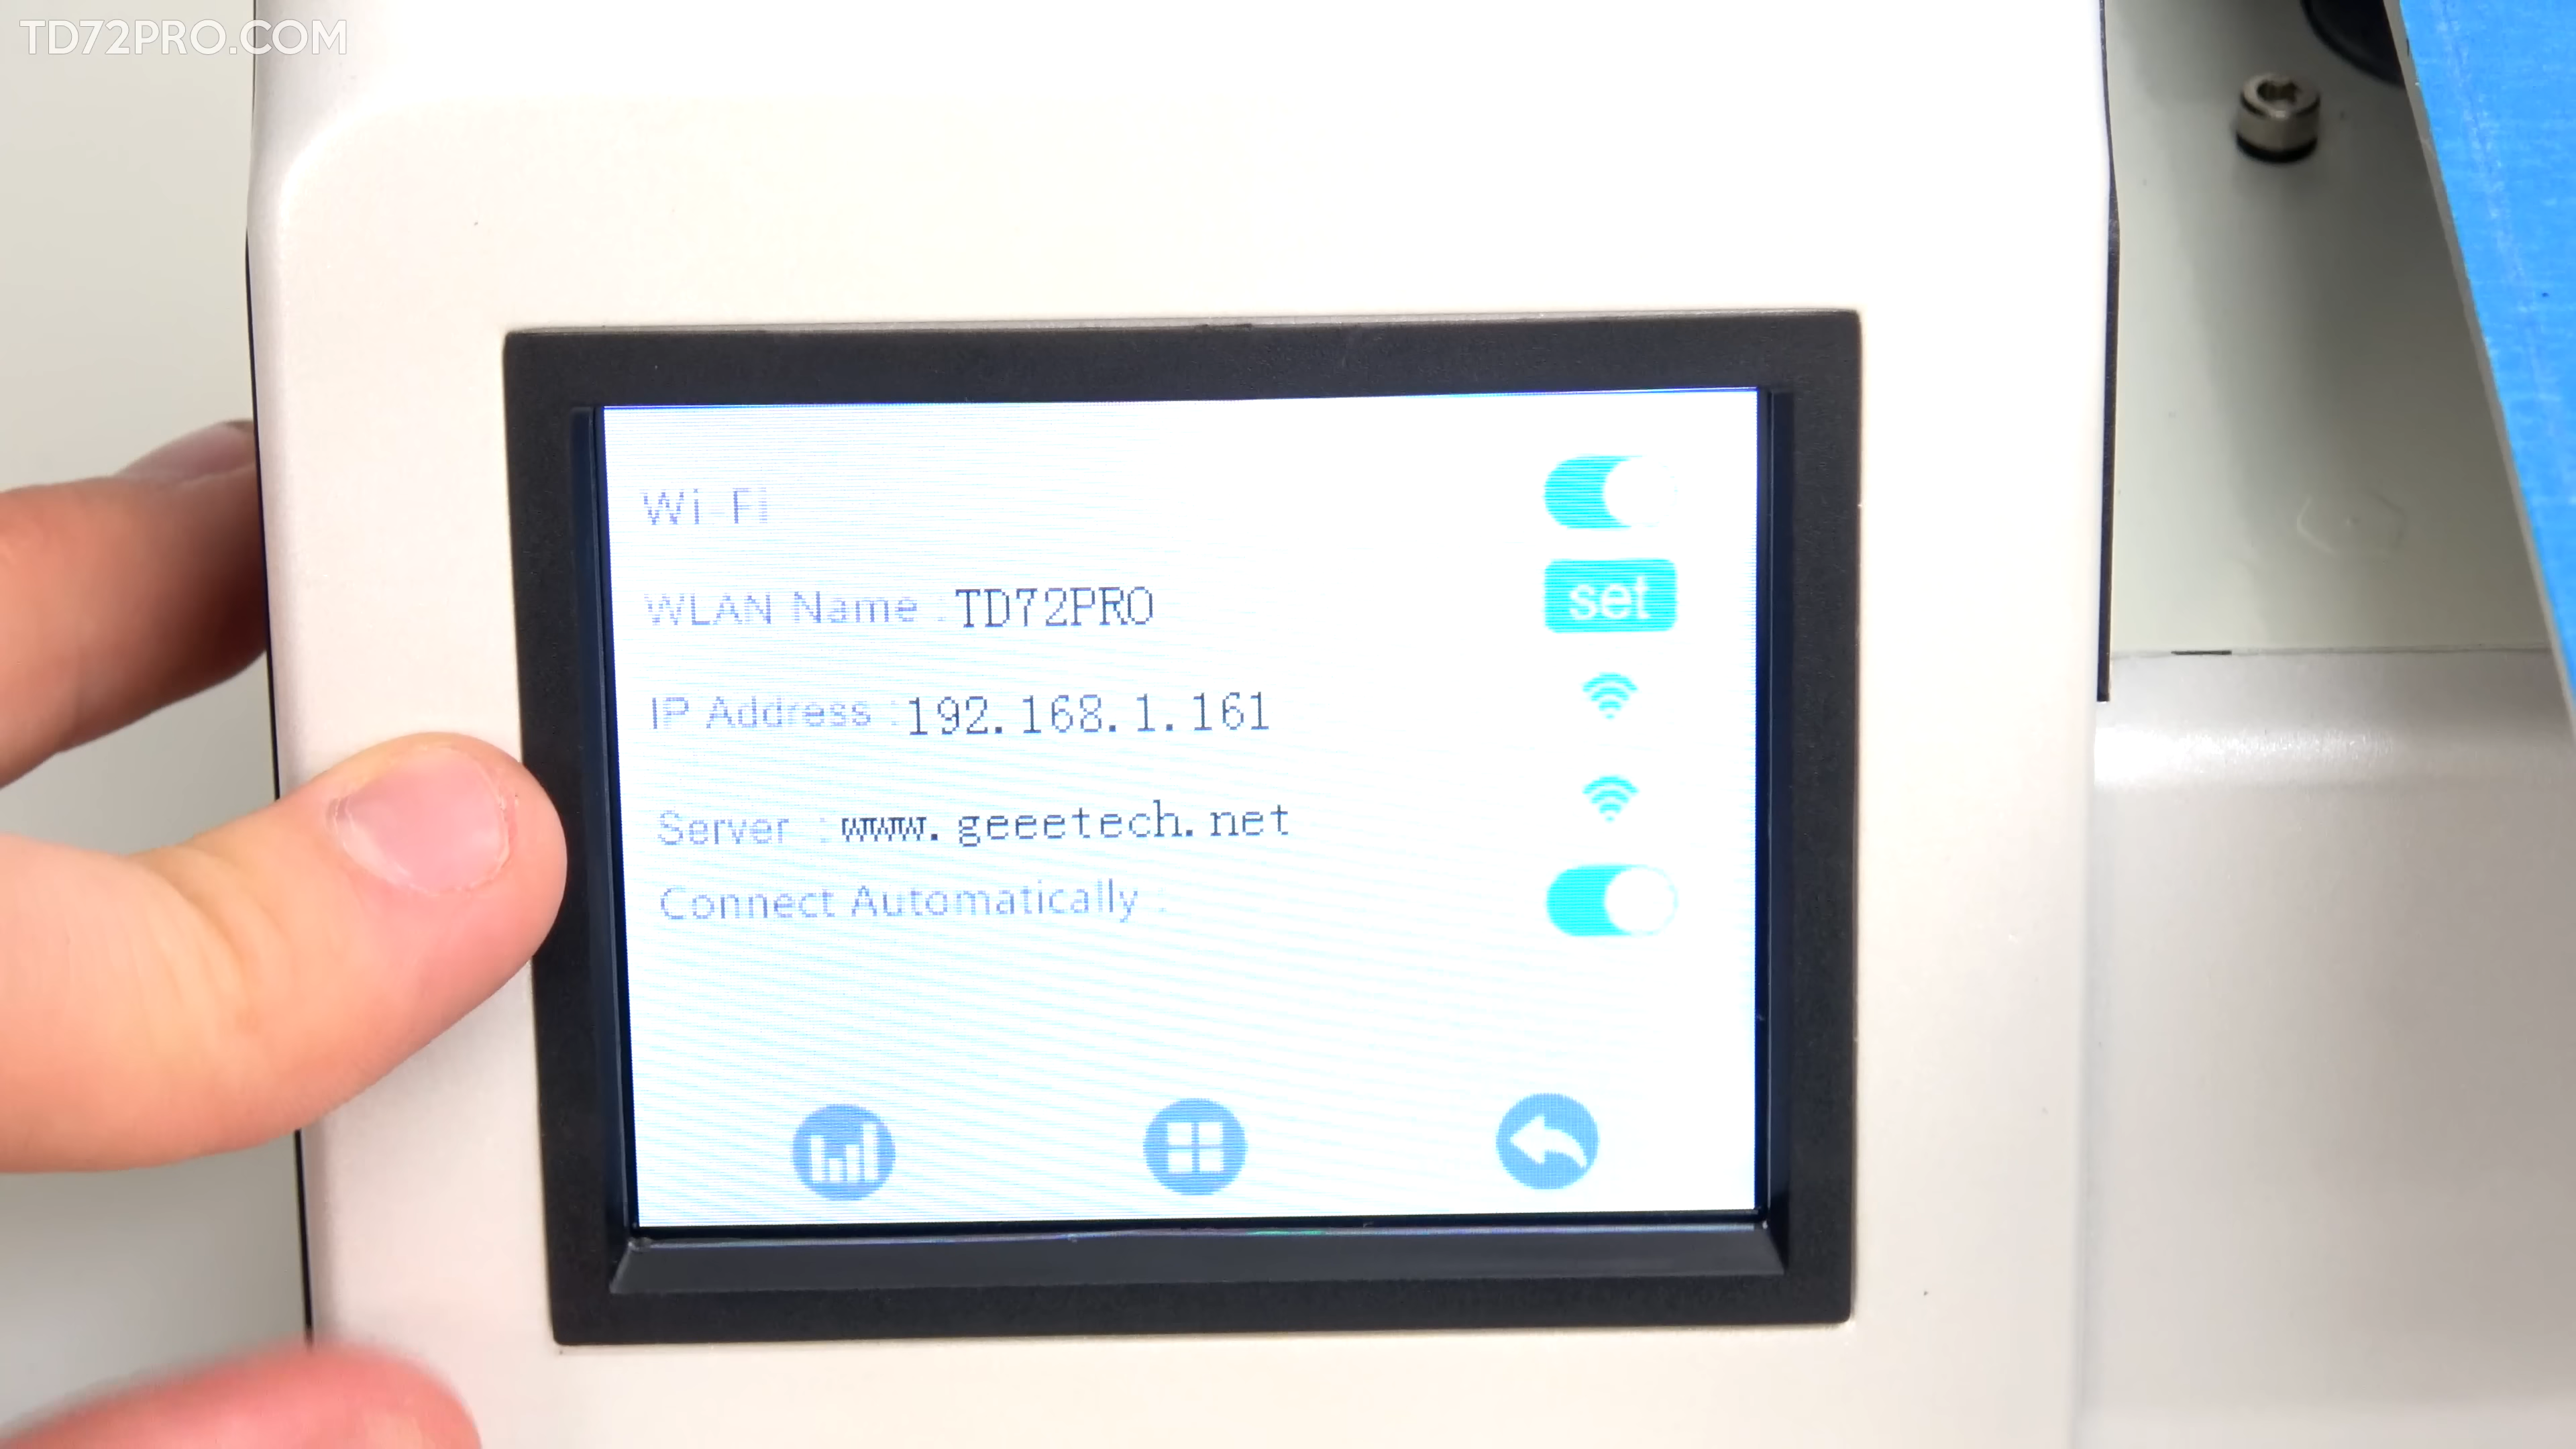 TD72PRO.COM
Wi-Fi
WLAN Name : TD72PRO
set
IP Address : 192.168.1.161
Server : www.geeetech.net
Connect Automatically :